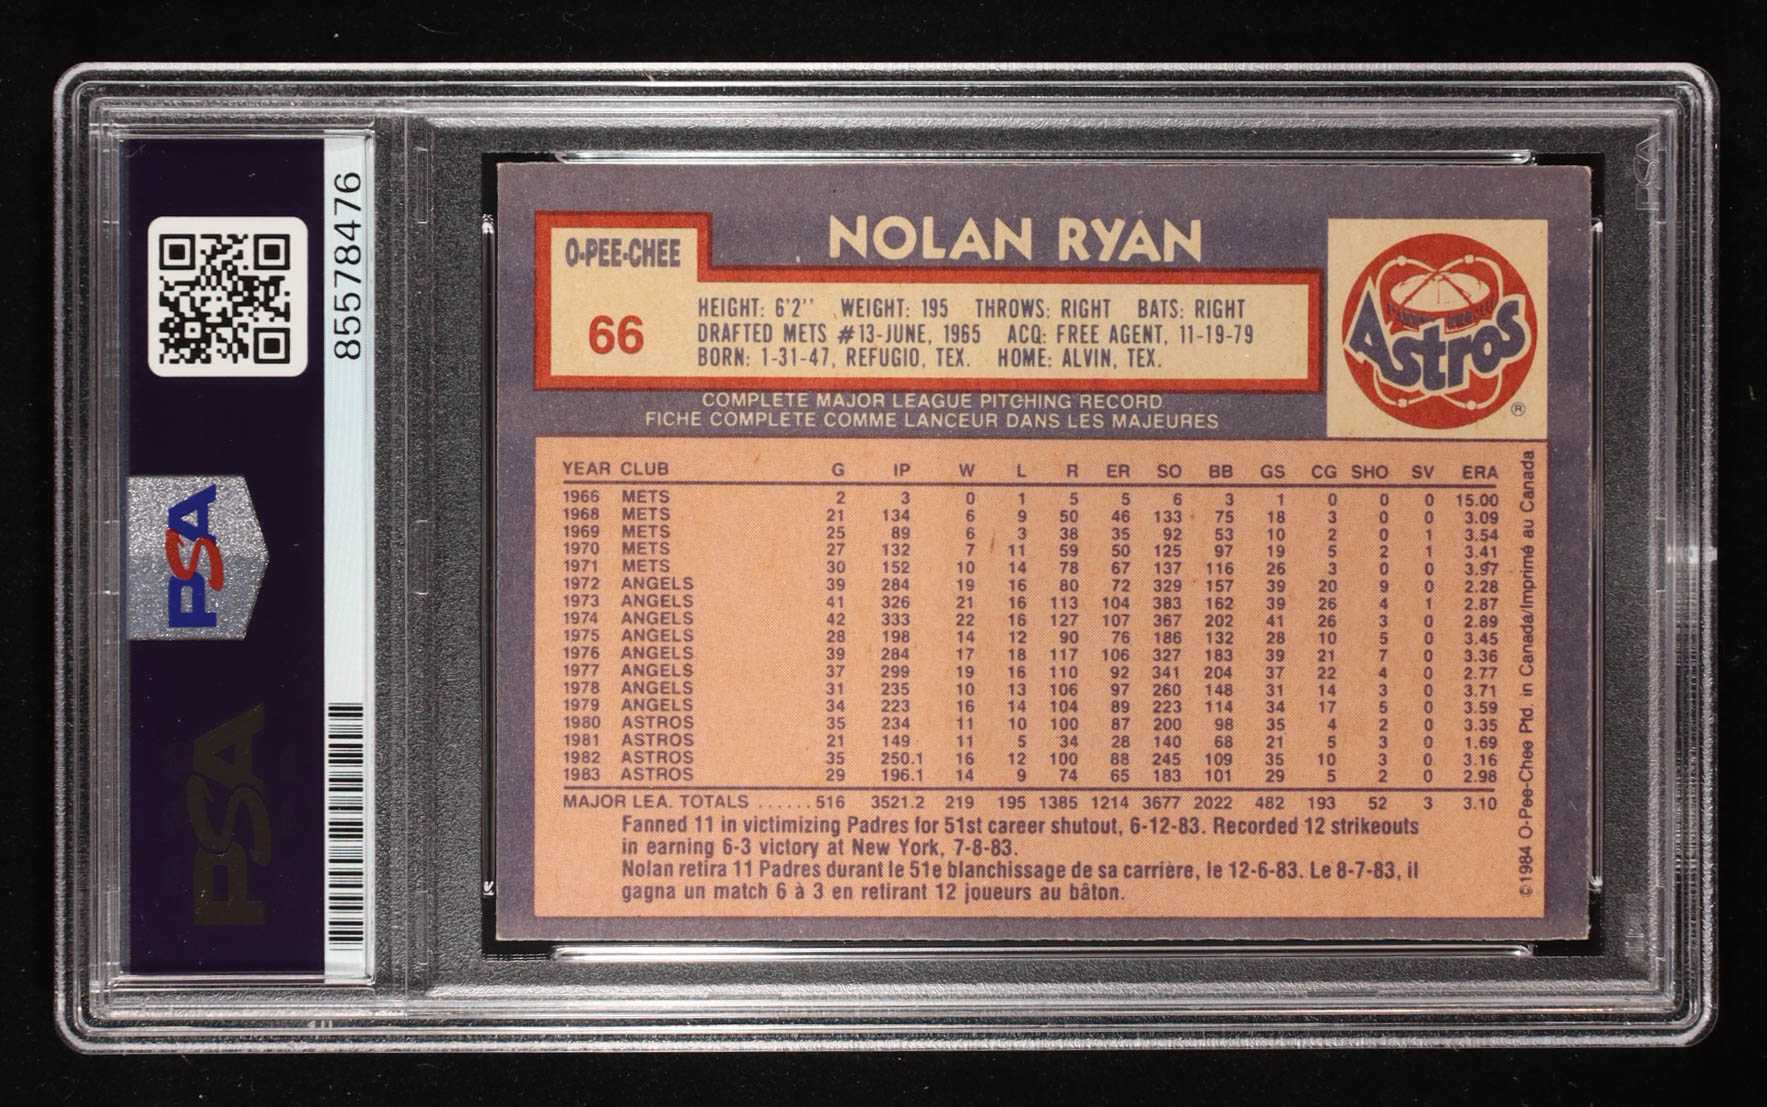 85578476
PSA
PSA
PSA
O-PEE-CHEE
NOLAN RYAN
66
HEIGHT: 6'2'' WEIGHT: 195 THROWS: RIGHT BATS: RIGHT
DRAFTED METS #13-JUNE, 1965 ACQ: FREE AGENT, 11-19-79
BORN: 1-31-47, REFUGIO, TEX. HOME: ALVIN, TEX.
Astros
®
COMPLETE MAJOR LEAGUE PITCHING RECORD
FICHE COMPLETE COMME LANCEUR DANS LES MAJEURES
YEAR CLUB G IP W L R ER SO BB GS CG SHO SV ERA
1966 METS 2 3 0 1 5 5 6 3 1 0 0 0 15.00
1968 METS 21 134 6 9 50 46 133 75 18 3 0 0 3.09
1969 METS 25 89 6 3 38 35 92 53 10 2 0 1 3.54
1970 METS 27 132 7 11 59 50 125 97 19 5 2 1 3.41
1971 METS 30 152 10 14 78 67 137 116 26 3 0 0 3.97
1972 ANGELS 39 284 19 16 80 72 329 157 39 20 9 0 2.28
1973 ANGELS 41 326 21 16 113 104 383 162 39 26 4 1 2.87
1974 ANGELS 42 333 22 16 127 107 367 202 41 26 3 0 2.89
1975 ANGELS 28 198 14 12 90 76 186 132 28 10 5 0 3.45
1976 ANGELS 39 284 17 18 117 106 327 183 39 21 7 0 3.36
1977 ANGELS 37 299 19 16 110 92 341 204 37 22 4 0 2.77
1978 ANGELS 31 235 10 13 106 97 260 148 31 14 3 0 3.71
1979 ANGELS 34 223 16 14 104 89 223 114 34 17 5 0 3.59
1980 ASTROS 35 234 11 10 100 87 200 98 35 4 2 0 3.35
1981 ASTROS 21 149 11 5 34 28 140 68 21 5 3 0 1.69
1982 ASTROS 35 250.1 16 12 100 88 245 109 35 10 3 0 3.16
1983 ASTROS 29 196.1 14 9 74 65 183 101 29 5 2 0 2.98
MAJOR LEA. TOTALS ......516 3521.2 219 195 1385 1214 3677 2022 482 193 52 3 3.10
Fanned 11 in victimizing Padres for 51st career shutout, 6-12-83. Recorded 12 strikeouts
in earning 6-3 victory at New York, 7-8-83.
Nolan retira 11 Padres durant le 51e blanchissage de sa carrière, le 12-6-83. Le 8-7-83, il
gagna un match 6 à 3 en retirant 12 joueurs au bâton.
©1984 O-Pee-Chee Ptd. in Canada/Imprimé au Canada